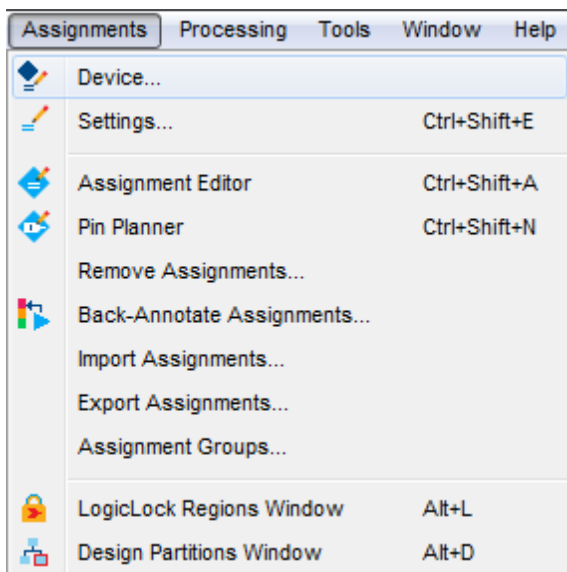 Assignments Processing Tools Window Help
Device...
Settings... Ctrl+Shift+E
Assignment Editor Ctrl+Shift+A
Pin Planner Ctrl+Shift+N
Remove Assignments...
Back-Annotate Assignments...
Import Assignments...
Export Assignments...
Assignment Groups...
LogicLock Regions Window Alt+L
Design Partitions Window Alt+D